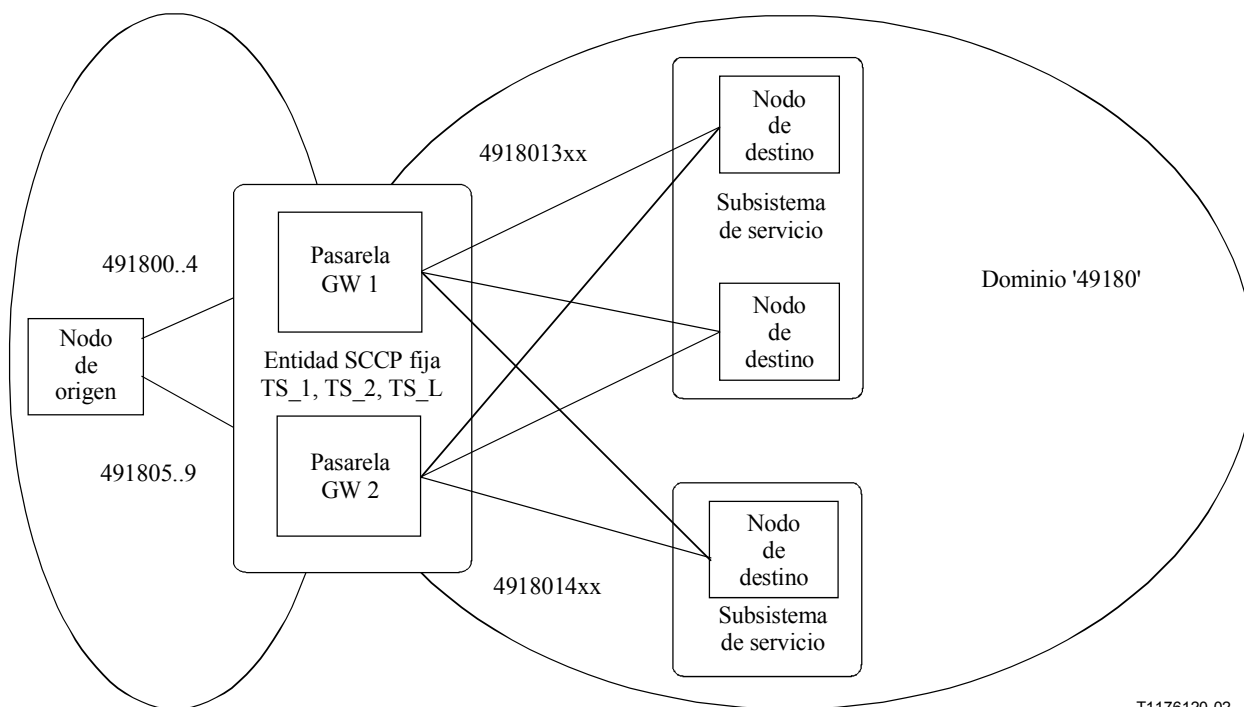 Nodo
de
destino
4918013xx
Subsistema
de servicio
491800..4
Pasarela
GW 1
Dominio '49180'
Nodo
de
destino
Nodo
de
origen
Entidad SCCP fija
TS_1, TS_2, TS_L
491805..9
Pasarela
GW 2
Nodo
de
destino
4918014xx
Subsistema
de servicio
T1176120-02